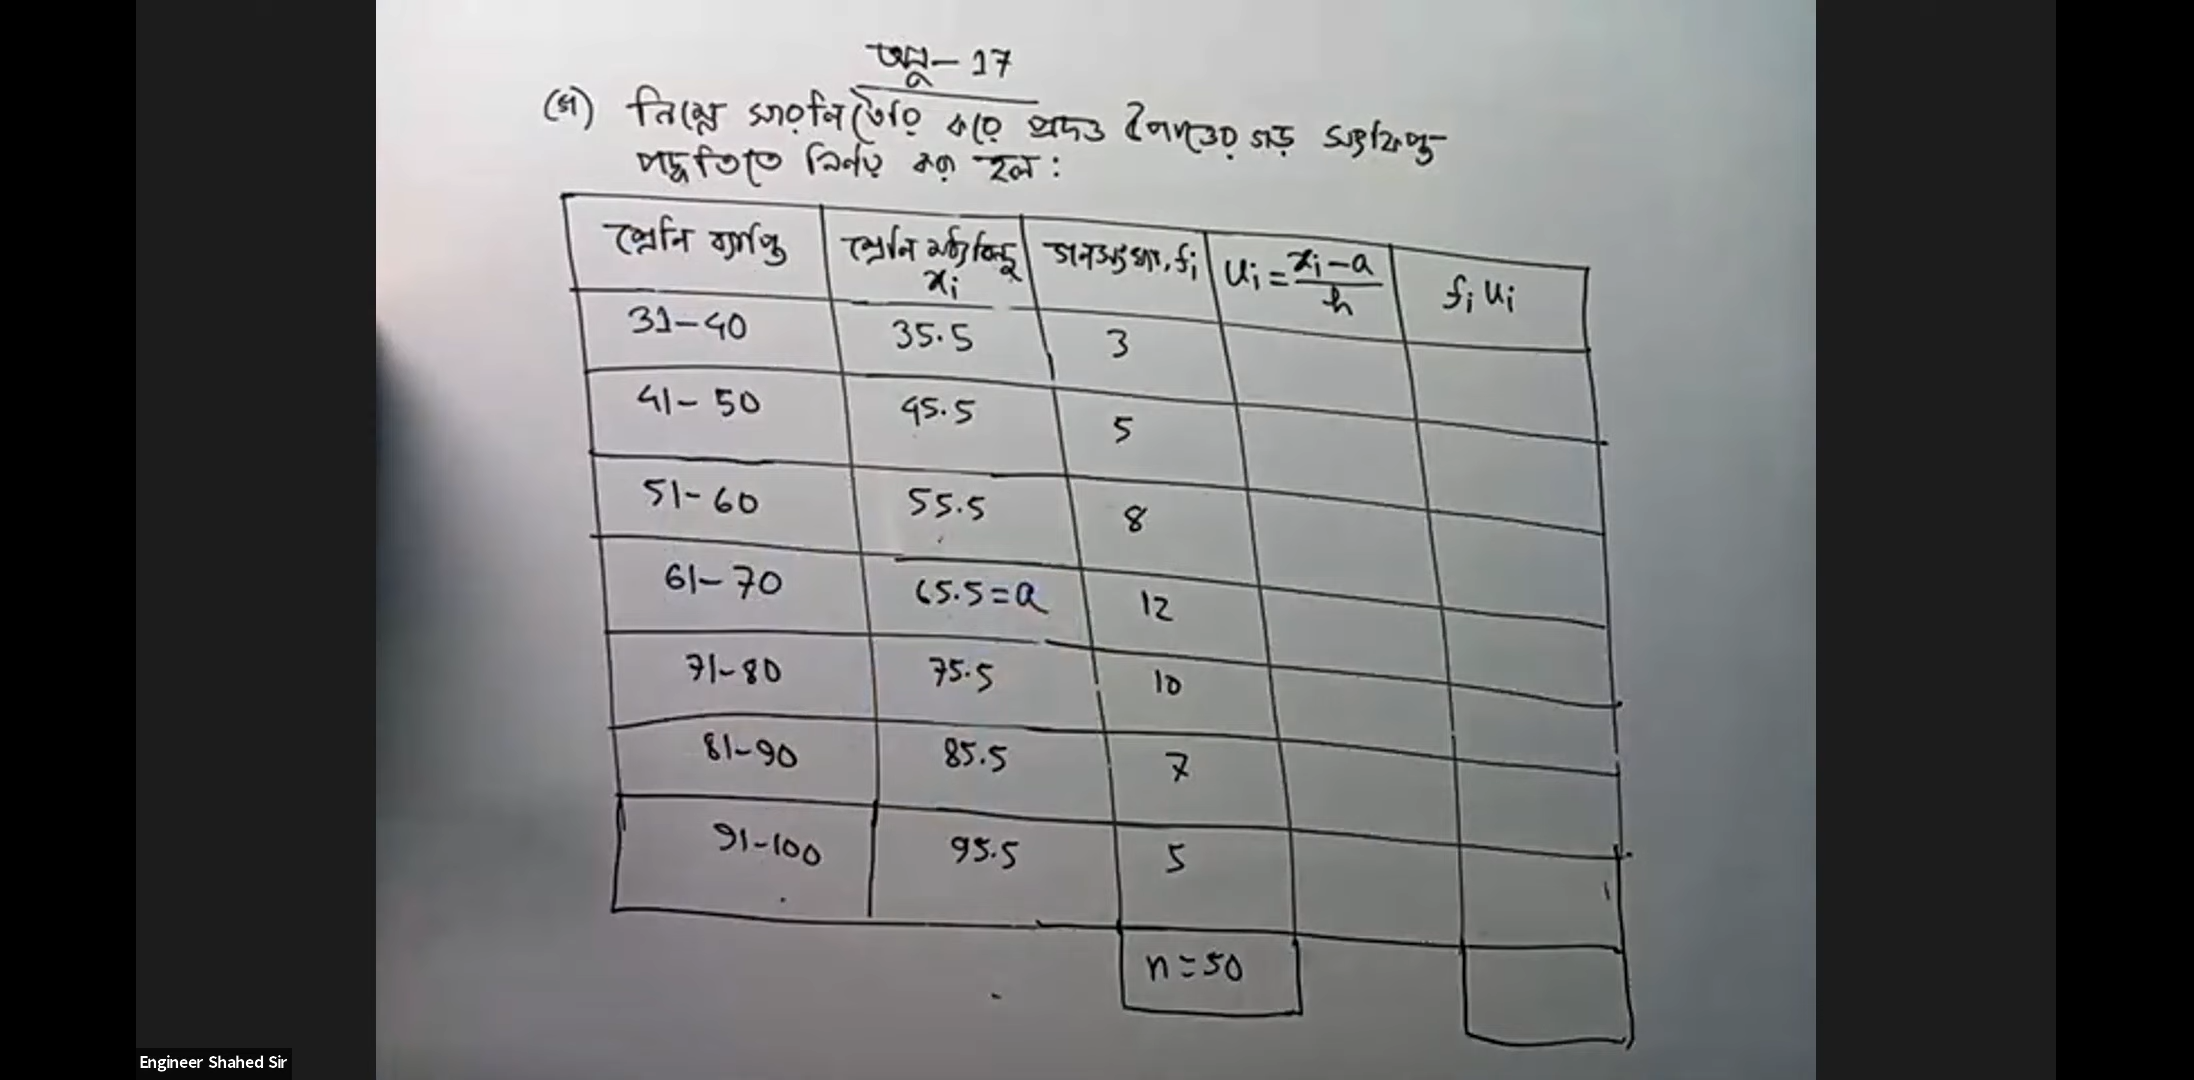 অনু-17
(গ) নিম্নে সারনি তৈরি করে প্রদত্ত উপাত্তের গড় সংক্ষিপ্ত-
পদ্ধতিতে নির্ণয় করা হল:
শ্রেনি ব্যাপ্তি শ্রেনি মধ্যবিন্দু xᵢ জনসংখ্যা, fᵢ uᵢ = (xᵢ-a)/h fᵢ uᵢ
31-40 35.5 3
41-50 45.5 5
51-60 55.5 8
61-70 65.5=a 12
71-80 75.5 10
81-90 85.5 7
91-100 95.5 5
n=50
Engineer Shahed Sir